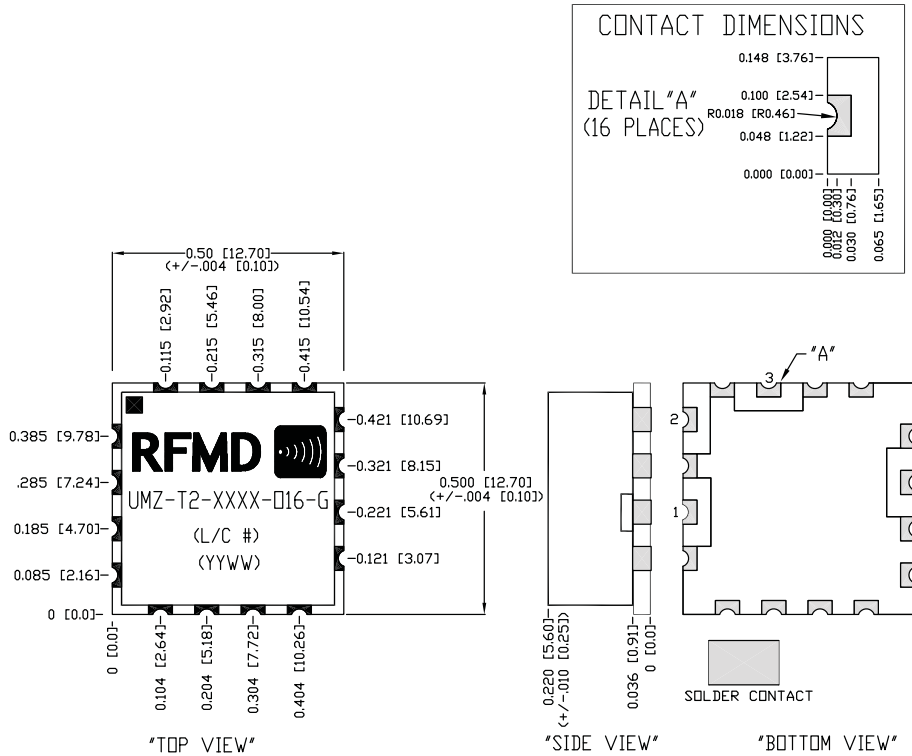 CONTACT DIMENSIONS
0.148 [3.76]
DETAIL"A"
(16 PLACES)
0.100 [2.54]
R0.018 [R0.46]
0.048 [1.22]
0.000 [0.00]
0.000 [0.00]
0.012 [0.30]
0.030 [0.76]
0.065 [1.65]
0.50 [12.70]
(+/-.004 [0.10])
0.115 [2.92]
0.215 [5.46]
0.315 [8.00]
0.415 [10.54]
0.385 [9.78]
.285 [7.24]
0.185 [4.70]
0.085 [2.16]
0 [0.0]
RFMD
UMZ-T2-XXXX-O16-G
(L/C #)
(YYWW)
0.421 [10.69]
0.321 [8.15]
0.221 [5.61]
0.121 [3.07]
0.500 [12.70]
(+/-.004 [0.10])
0 [0.0]
0.104 [2.64]
0.204 [5.18]
0.304 [7.72]
0.404 [10.26]
"TOP VIEW"
0.220 [5.60]
(+/-.010 [0.25])
0.036 [0.91]
0 [0.0]
"SIDE VIEW"
"A"
3
2
1
SOLDER CONTACT
"BOTTOM VIEW"